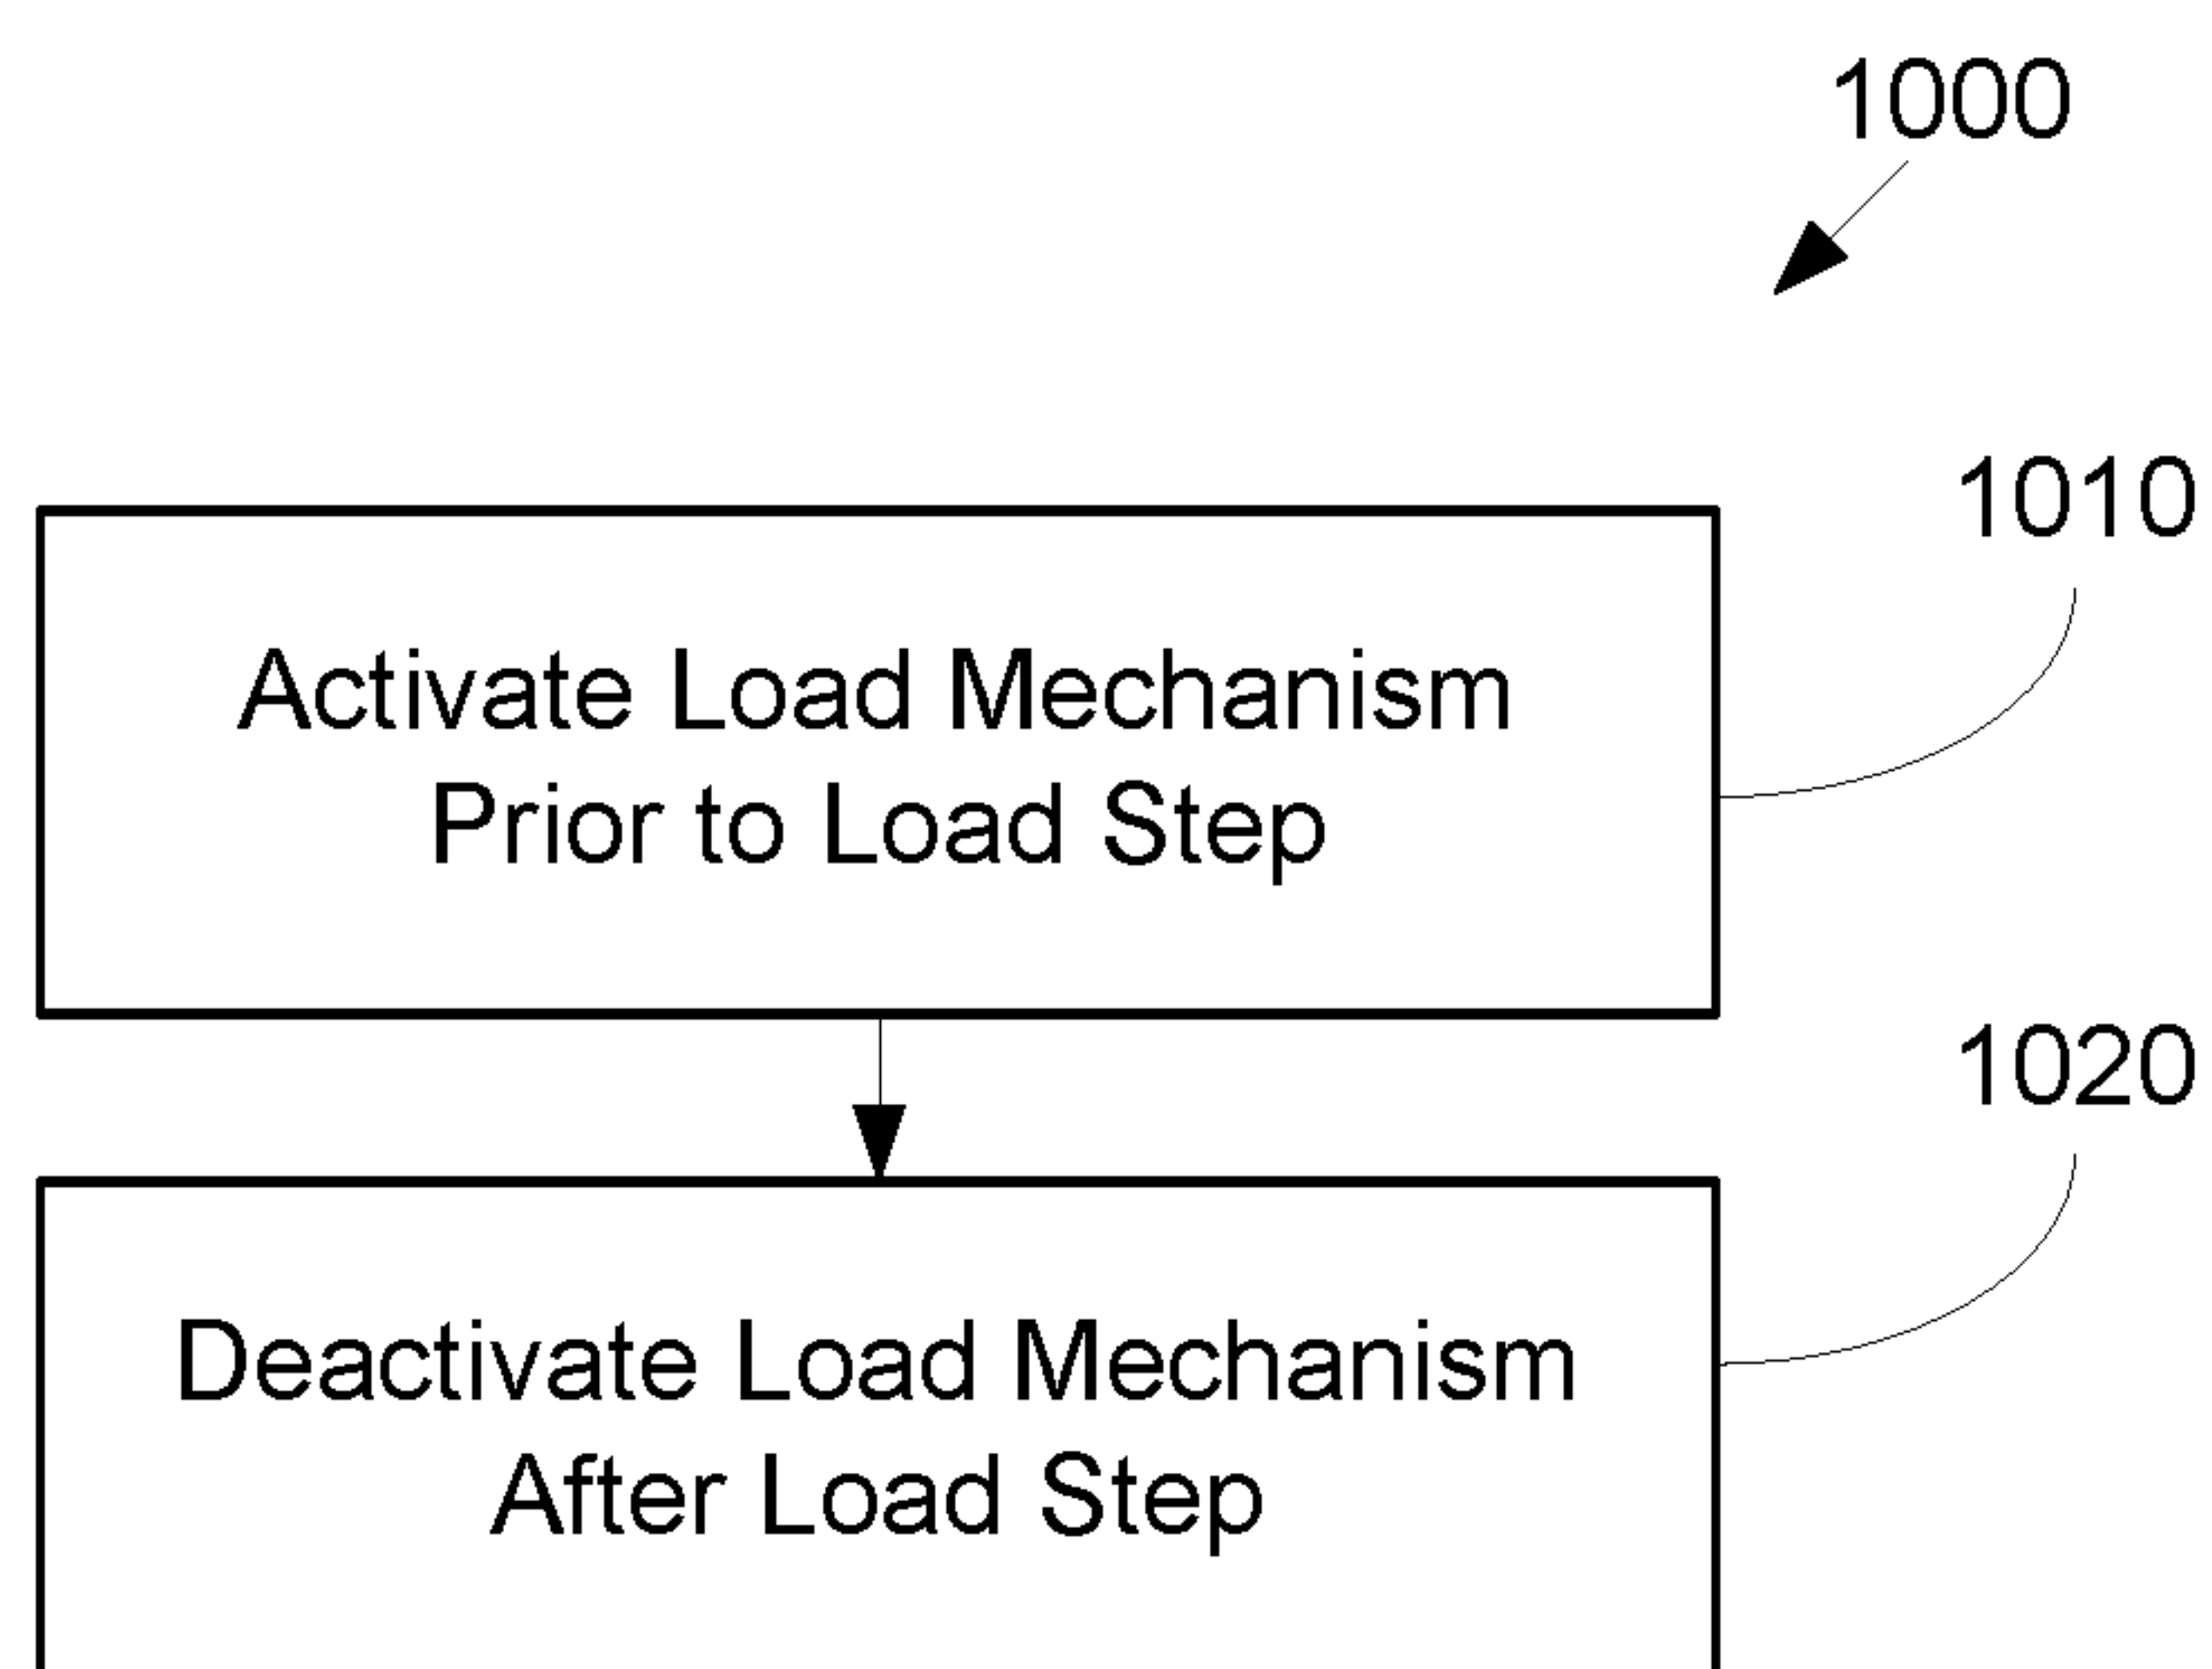 1000
1010
Activate Load Mechanism
Prior to Load Step
1020
Deactivate Load Mechanism
After Load Step